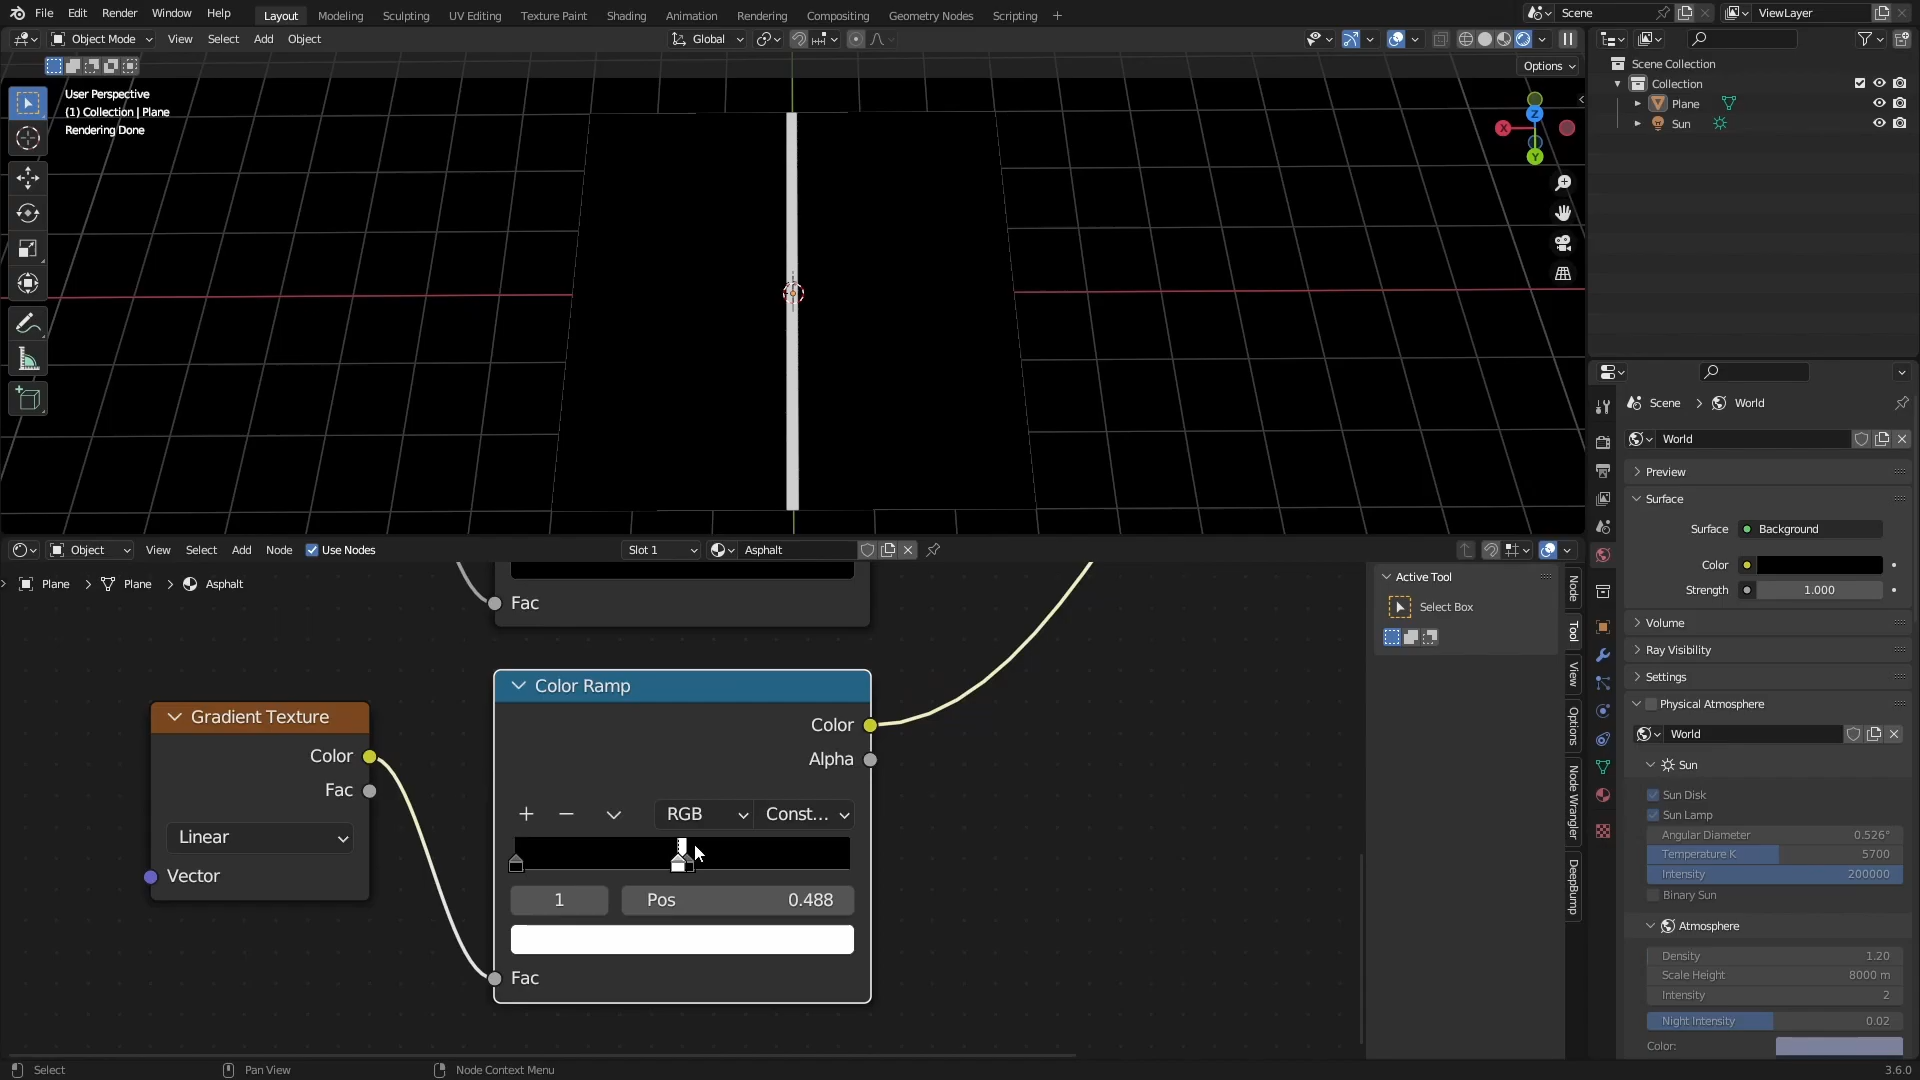 File Edit Render Window Help Layout Modeling Sculpting UV Editing Texture Paint Shading Animation Rendering Compositing Geometry Nodes Scripting + Scene ViewLayer
Object Mode View Select Add Object Global
Options
User Perspective
(1) Collection | Plane
Rendering Done
X Z Y
Scene Collection
Collection
Plane
Sun
Scene > World
World
Preview
Surface
Surface Background
Color
Strength 1.000
Volume
Ray Visibility
Settings
Physical Atmosphere
World
Sun
Sun Disk
Sun Lamp
Angular Diameter 0.526°
Temperature K 5700
Intensity 200000
Binary Sun
Atmosphere
Density 1.20
Scale Height 8000 m
Intensity 2
Night Intensity 0.02
Color:
Object View Select Add Node Use Nodes Slot 1 Asphalt
Plane > Plane > Asphalt
Fac
Color Ramp
Color
Alpha
RGB Const...
1 Pos 0.488
Fac
Gradient Texture
Color
Fac
Linear
Vector
Active Tool
Select Box
Node
Tool
View
Options
Node Wrangler
DeepBump
Select Pan View Node Context Menu 3.6.0